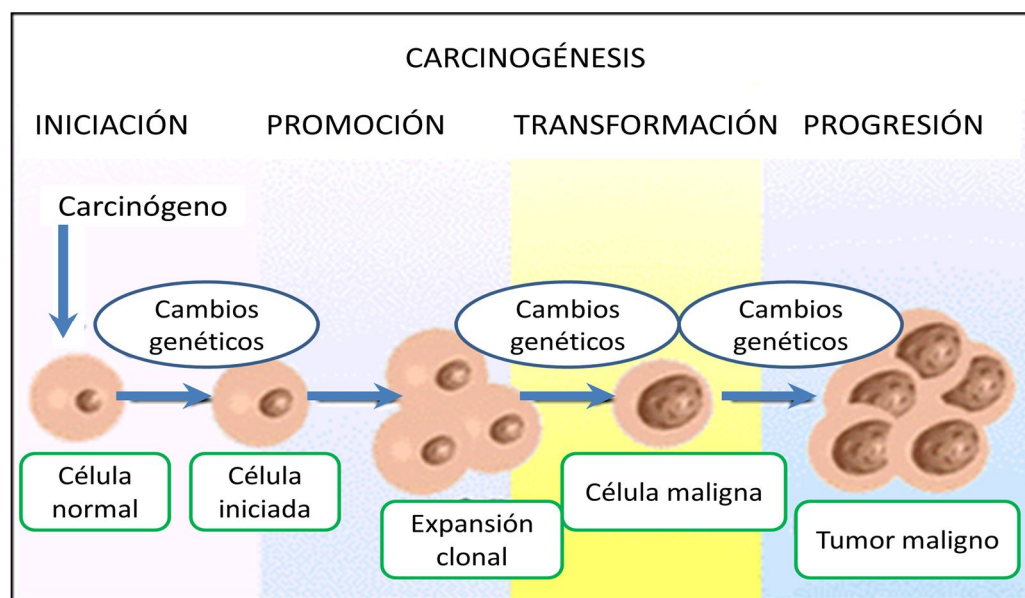 CARCINOGÉNESIS
INICIACIÓN
PROMOCIÓN
TRANSFORMACIÓN
PROGRESIÓN
Carcinógeno
Cambios
genéticos
Cambios
genéticos
Cambios
genéticos
Célula
normal
Célula
iniciada
Expansión
clonal
Célula maligna
Tumor maligno